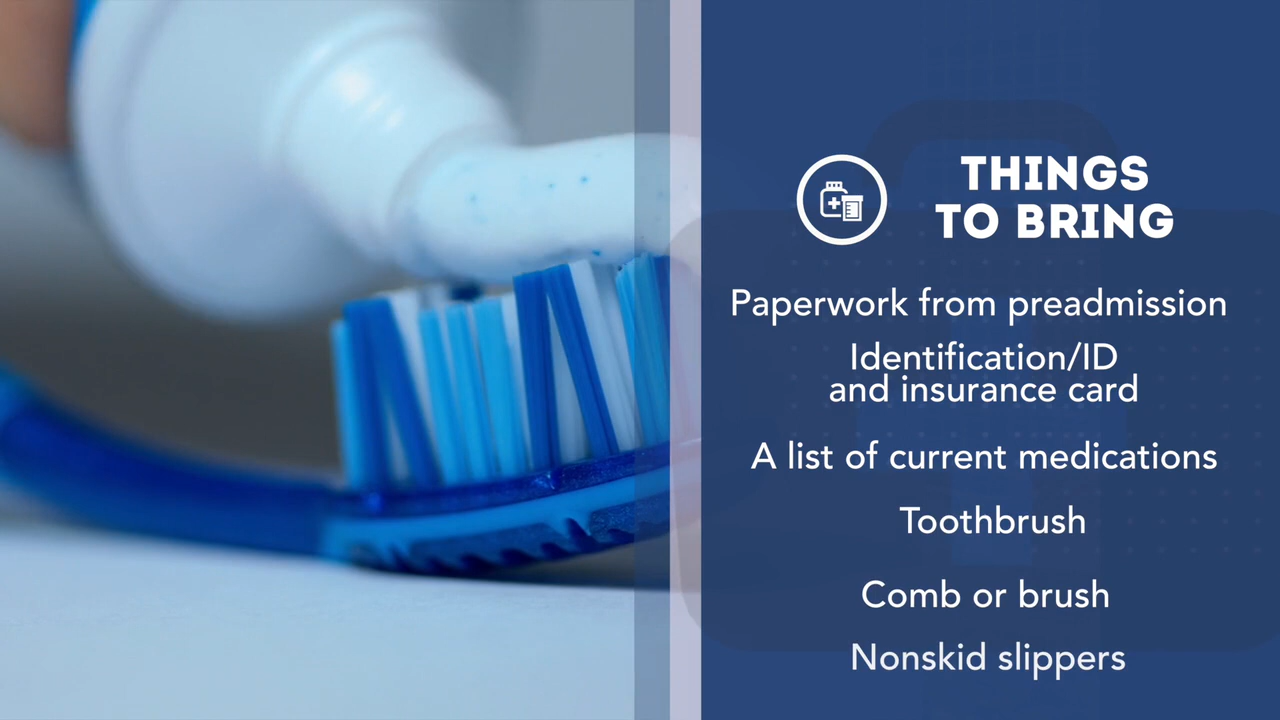 THINGS
TO BRING
Paperwork from preadmission
Identification/ID
and insurance card
A list of current medications
Toothbrush
Comb or brush
Nonskid slippers